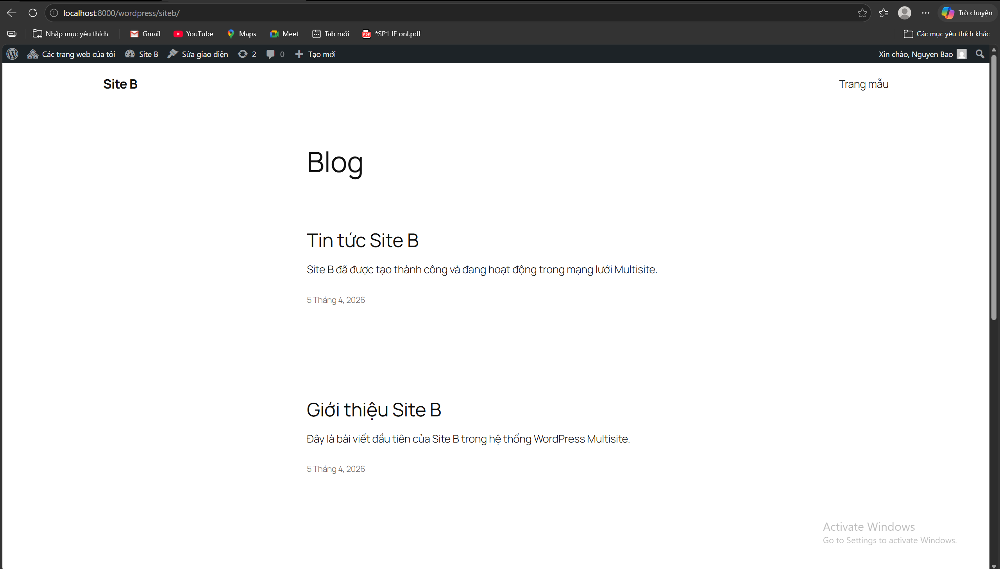 localhost:8000/wordpress/siteb/
Trò chuyện
Nhập mục yêu thích
Gmail
YouTube
Maps
Meet
Tab mới
PDF
*SP1 IE onl.pdf
Các mục yêu thích khác
Các trang web của tôi
Site B
Sửa giao diện
2
0
Tạo mới
Xin chào, Nguyen Bao
Site B
Trang mẫu
Blog
Tin tức Site B
Site B đã được tạo thành công và đang hoạt động trong mạng lưới Multisite.
5 Tháng 4, 2026
Giới thiệu Site B
Đây là bài viết đầu tiên của Site B trong hệ thống WordPress Multisite.
5 Tháng 4, 2026
Activate Windows
Go to Settings to activate Windows.